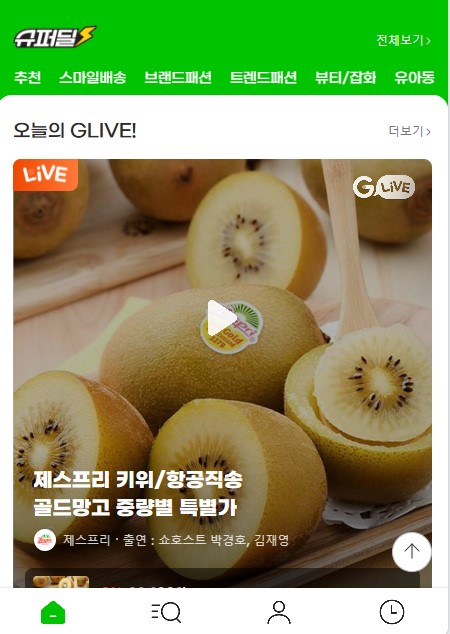 슈퍼딜
전체보기 >
추천 스마일배송 브랜드패션 트렌드패션 뷰티/잡화 유아동
오늘의 GLIVE!
더보기 >
LiVE
G LiVE
제스프리 키위/항공직송
골드망고 중량별 특별가
제스프리 · 출연 : 쇼호스트 박경호, 김재영